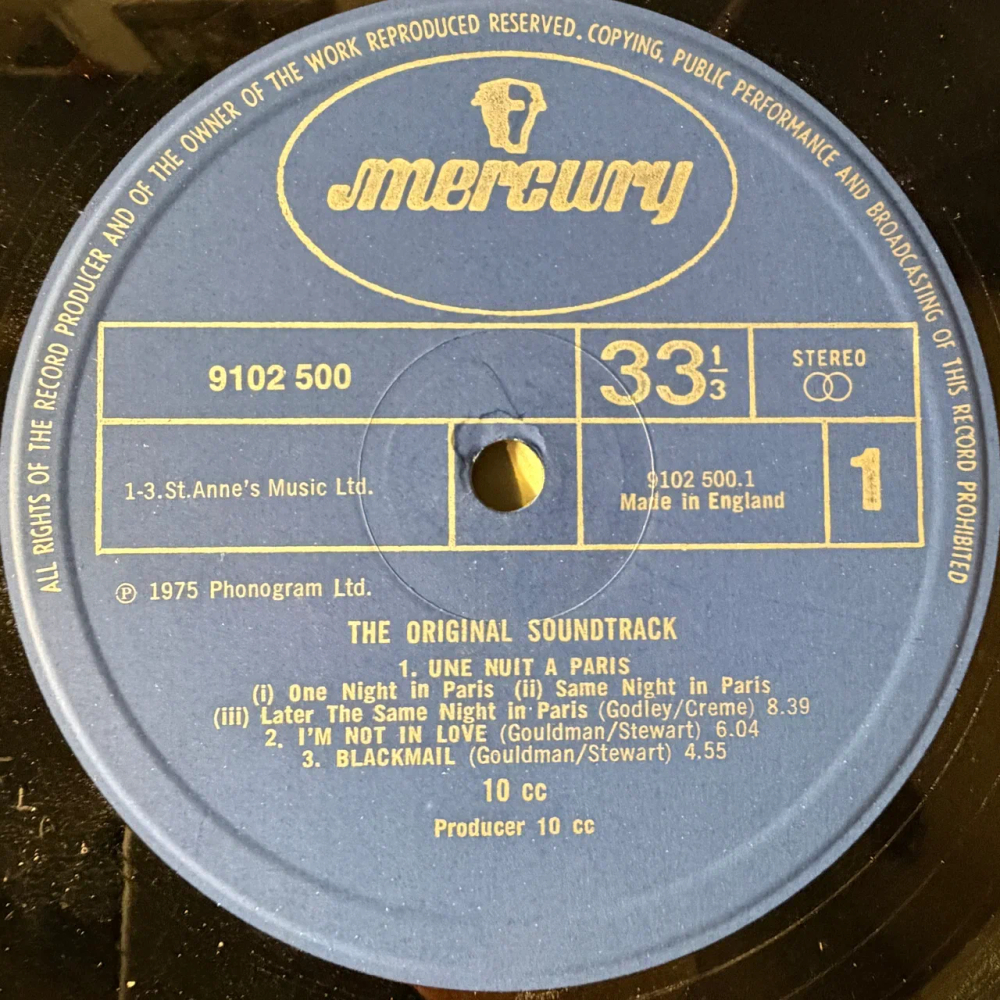 ALL RIGHTS OF THE RECORD PRODUCER AND OF THE OWNER OF THE WORK REPRODUCED RESERVED. COPYING, PUBLIC PERFORMANCE AND BROADCASTING OF THIS RECORD PROHIBITED
mercury
9102 500
33 1/3
STEREO
1-3.St.Anne's Music Ltd.
9102 500.1
Made in England
1
℗ 1975 Phonogram Ltd.
THE ORIGINAL SOUNDTRACK
1. UNE NUIT A PARIS
(i) One Night in Paris (ii) Same Night in Paris
(iii) Later The Same Night in Paris (Godley/Creme) 8.39
2. I'M NOT IN LOVE (Gouldman/Stewart) 6.04
3. BLACKMAIL (Gouldman/Stewart) 4.55
10 cc
Producer 10 cc